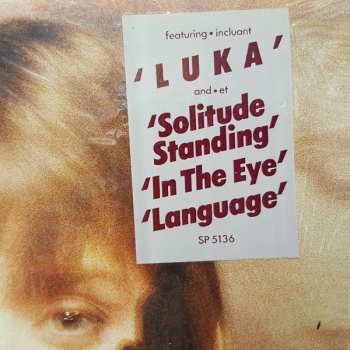 featuring • incluant
'LUKA'
and • et
'Solitude
Standing'
'In The Eye'
'Language'
SP 5136